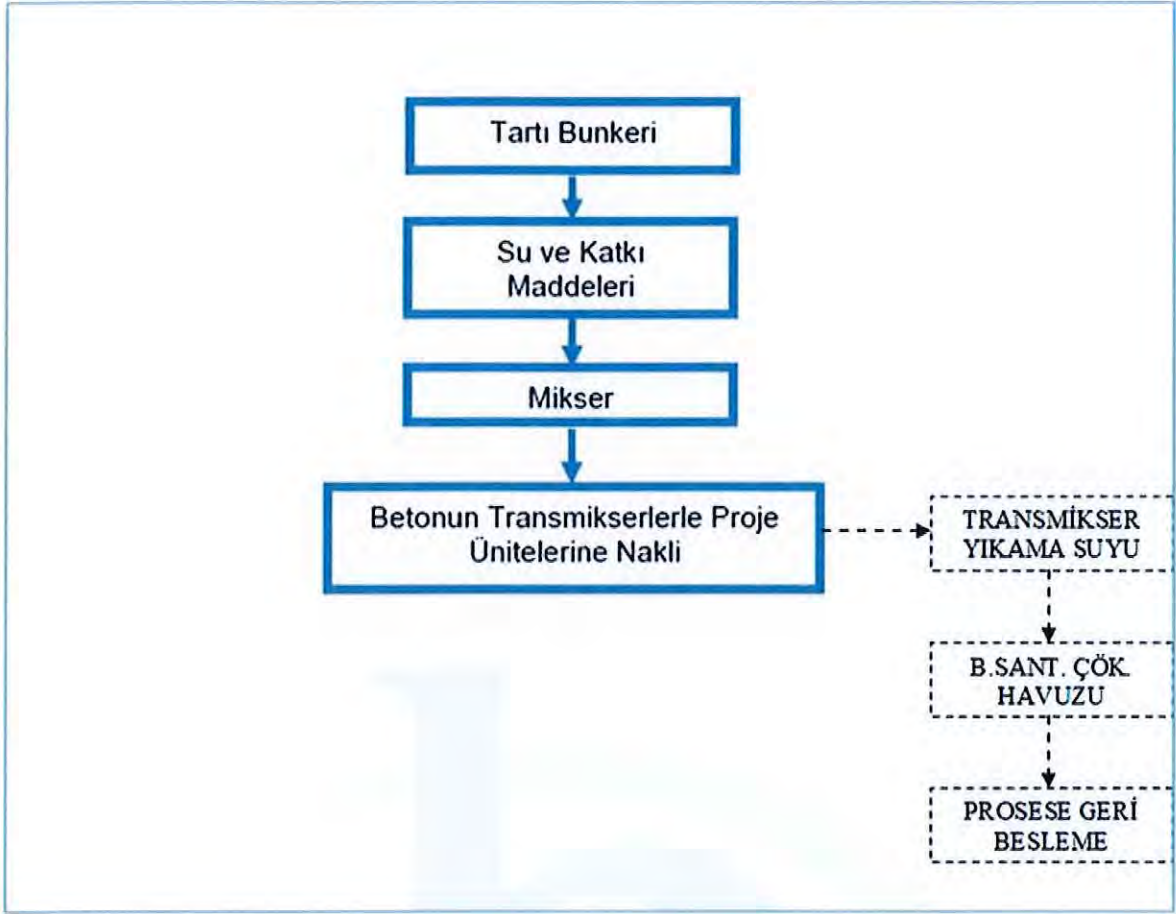 Tartı Bunkeri
Su ve Katkı
Maddeleri
Mikser
Betonun Transmikserlerle Proje
Ünitelerine Nakli
TRANSMİKSER
YIKAMA SUYU
B.SANT. ÇÖK.
HAVUZU
PROSESE GERİ
BESLEME